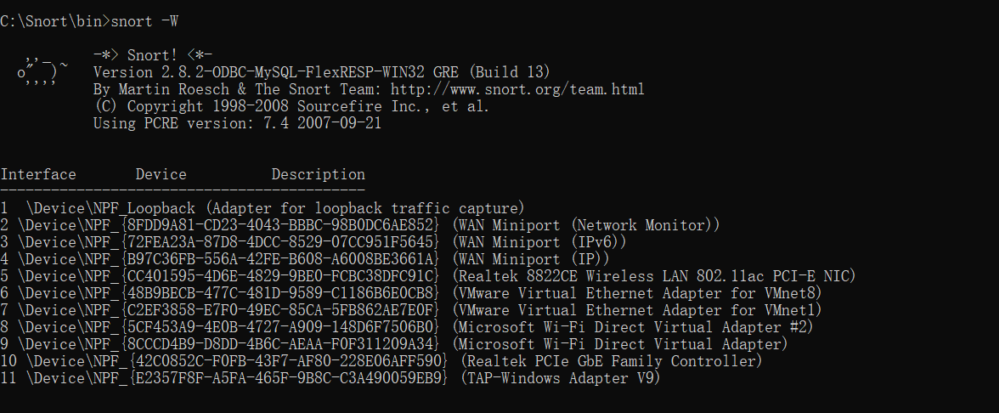 C:\Snort\bin>snort -W
   ,,_     -*> Snort! <*-
  o"  )~   Version 2.8.2-ODBC-MySQL-FlexRESP-WIN32 GRE (Build 13)
   ''''    By Martin Roesch & The Snort Team: http://www.snort.org/team.html
           (C) Copyright 1998-2008 Sourcefire Inc., et al.
           Using PCRE version: 7.4 2007-09-21
Interface       Device          Description
-------------------------------------------
1  \Device\NPF_Loopback (Adapter for loopback traffic capture)
2 \Device\NPF_{8FDD9A81-CD23-4043-BBBC-98B0DC6AE852} (WAN Miniport (Network Monitor))
3 \Device\NPF_{72FEA23A-87D8-4DCC-8529-07CC951F5645} (WAN Miniport (IPv6))
4 \Device\NPF_{B97C36FB-556A-42FE-B608-A6008BE3661A} (WAN Miniport (IP))
5 \Device\NPF_{CC401595-4D6E-4829-9BE0-FCBC38DFC91C} (Realtek 8822CE Wireless LAN 802.11ac PCI-E NIC)
6 \Device\NPF_{48B9BECB-477C-481D-9589-C1186B6E0CB8} (VMware Virtual Ethernet Adapter for VMnet8)
7 \Device\NPF_{C2EF3858-E7F0-49EC-85CA-5FB862AE7E0F} (VMware Virtual Ethernet Adapter for VMnet1)
8 \Device\NPF_{5CF453A9-4E0B-4727-A909-148D6F7506B0} (Microsoft Wi-Fi Direct Virtual Adapter #2)
9 \Device\NPF_{8CCCD4B9-D8DD-4B6C-AEAA-F0F311209A34} (Microsoft Wi-Fi Direct Virtual Adapter)
10 \Device\NPF_{42C0852C-F0FB-43F7-AF80-228E06AFF590} (Realtek PCIe GbE Family Controller)
11 \Device\NPF_{E2357F8F-A5FA-465F-9B8C-C3A490059EB9} (TAP-Windows Adapter V9)